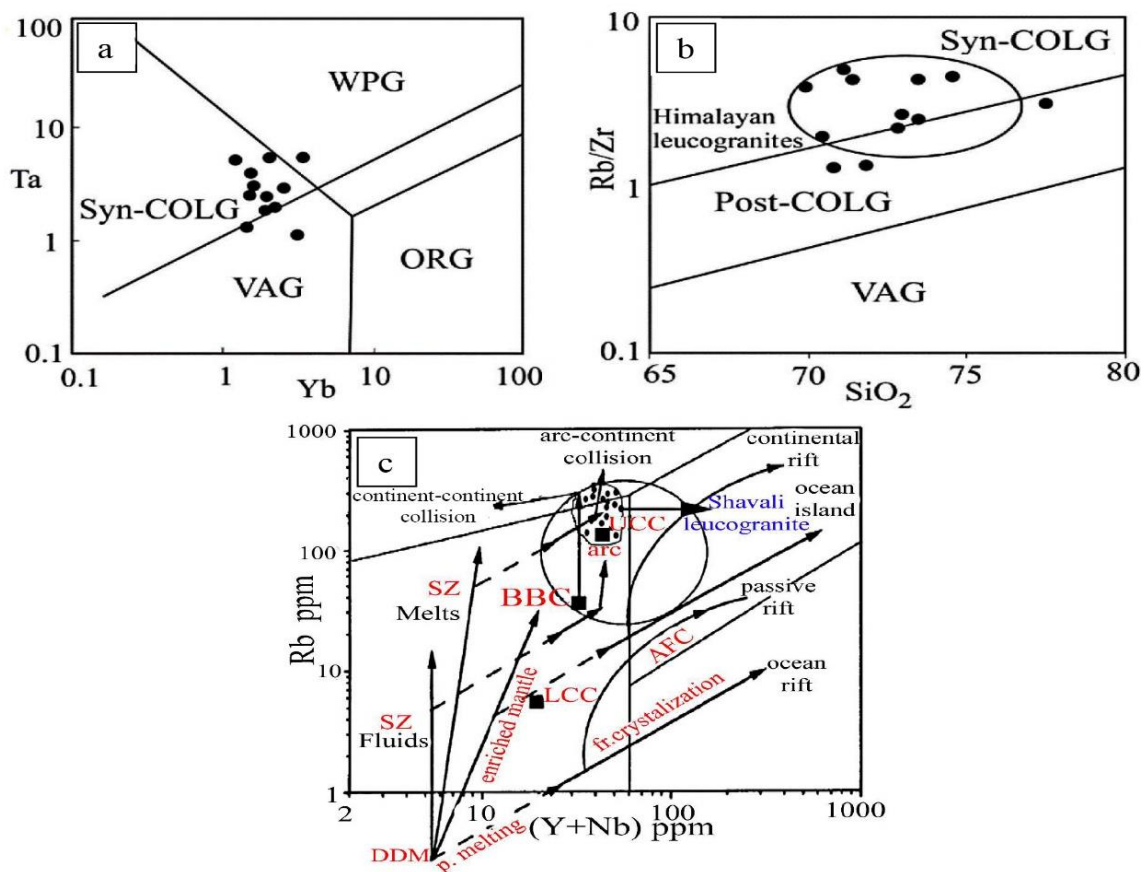 100
a
WPG
10
Ta
Syn-COLG
1
VAG
ORG
0.1
0.1
1
Yb
10
100
10
b
Syn-COLG
Himalayan
leucogranites
Rb/Zr
1
Post-COLG
VAG
0.1
65
70
SiO₂
75
80
1000
c
arc-continent
collision
continental
rift
continent-continent
collision
ocean
island
Shavali
leucogranite
UCC
100
arc
SZ
Melts
BBC
passive
rift
Rb ppm
AFC
10
LCC
ocean
rift
SZ
Fluids
enriched mantle
fr.crystalization
1
2
10
(Y+Nb) ppm
100
1000
DDM
p. melting